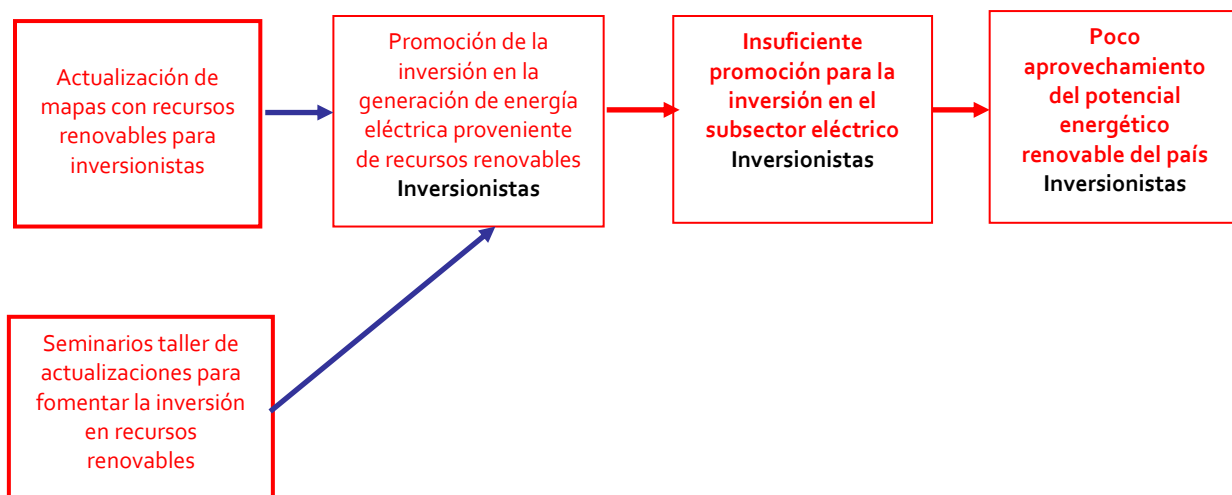 Actualización de
mapas con recursos
renovables para
inversionistas
Promoción de la
inversión en la
generación de energía
eléctrica proveniente
de recursos renovables
Inversionistas
Insuficiente
promoción para la
inversión en el
subsector eléctrico
Inversionistas
Poco
aprovechamiento
del potencial
energético
renovable del país
Inversionistas
Seminarios taller de
actualizaciones para
fomentar la inversión
en recursos
renovables